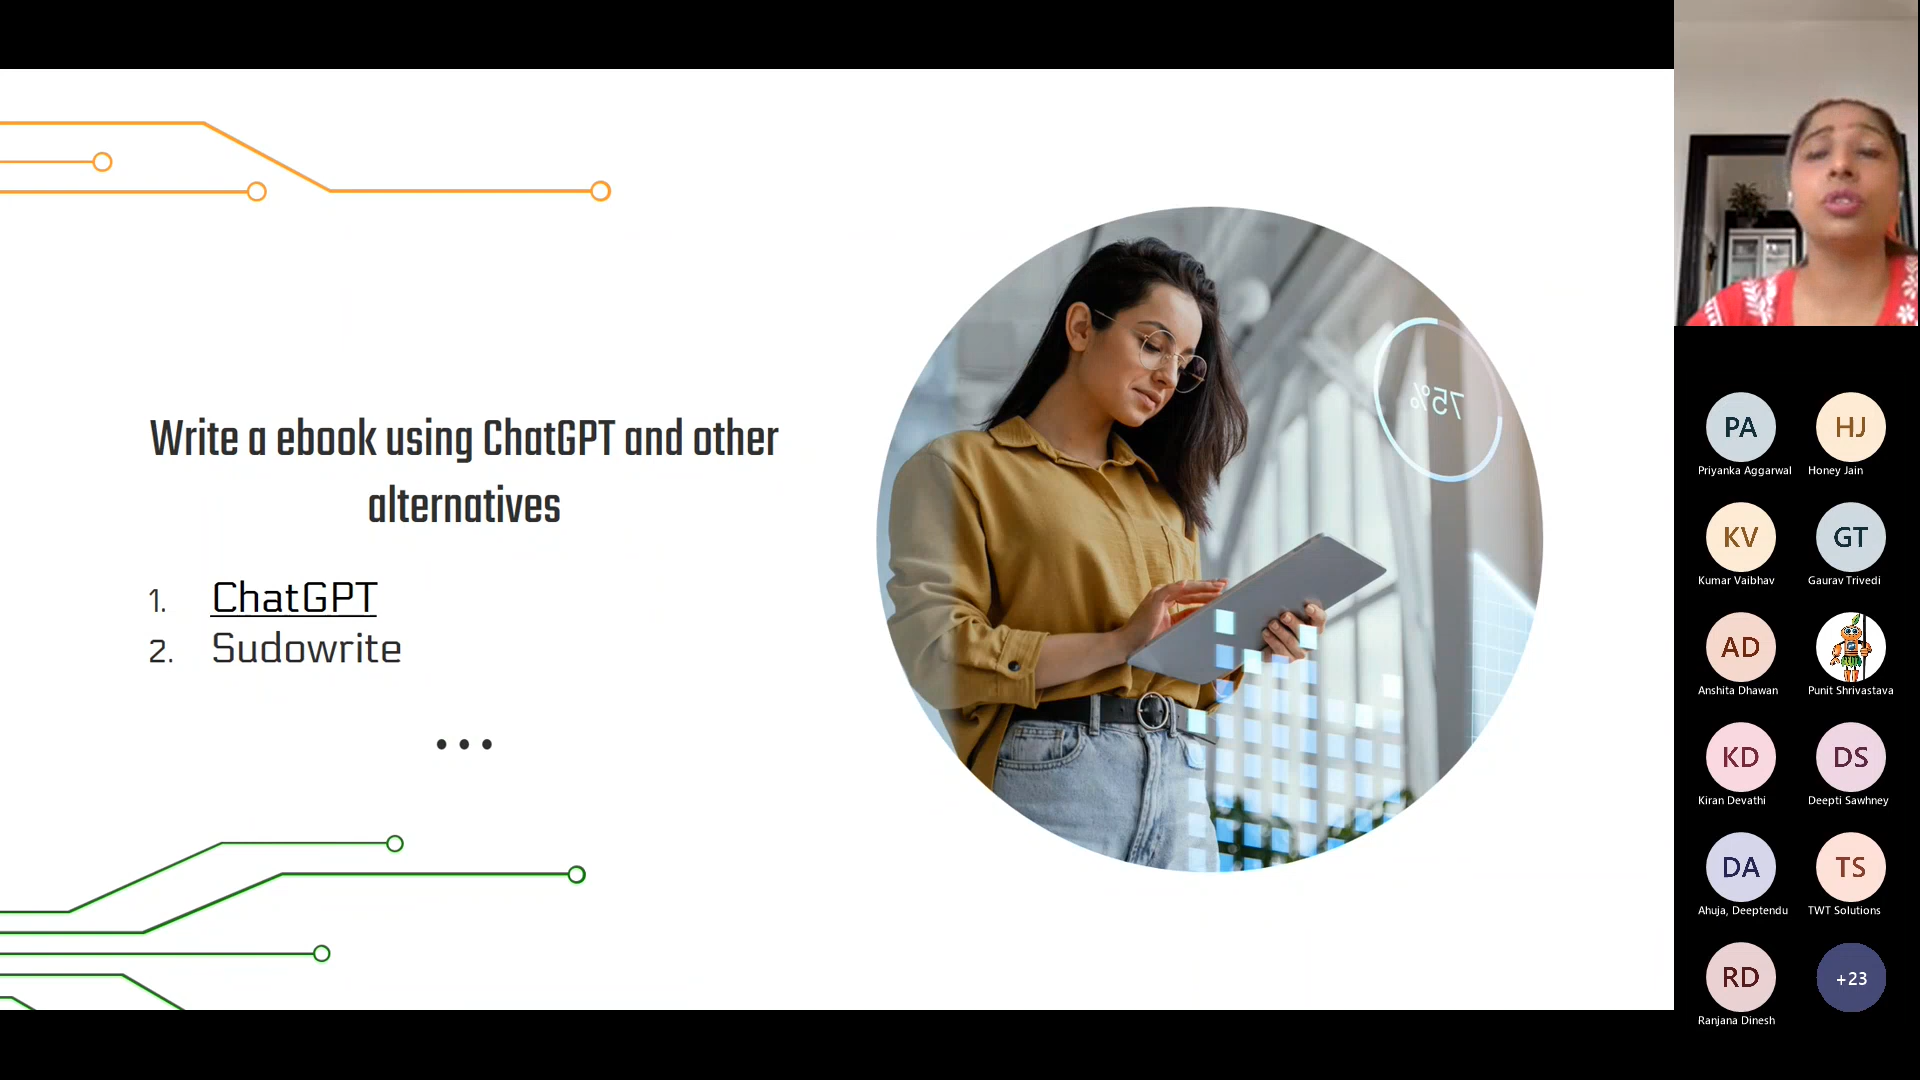 Write a ebook using ChatGPT and other
alternatives
1. ChatGPT
2. Sudowrite
...
75%
PA
Priyanka Aggarwal
HJ
Honey Jain
KV
Kumar Vaibhav
GT
Gaurav Trivedi
AD
Anshita Dhawan
Punit Shrivastava
KD
Kiran Devathi
DS
Deepti Sawhney
DA
Ahuja, Deeptendu
TS
TWT Solutions
RD
Ranjana Dinesh
+23